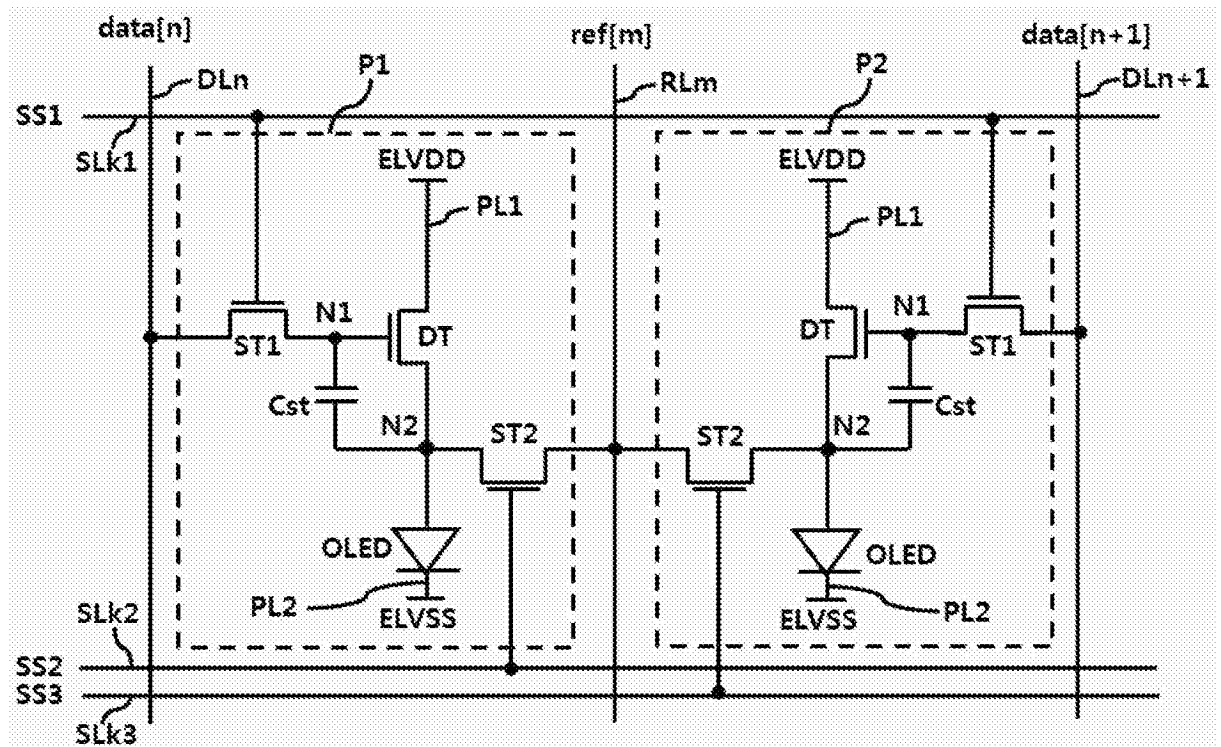 data[n]
ref[m]
data[n+1]
P1
P2
DLn
RLm
DLn+1
SS1
SLk1
ELVDD
ELVDD
PL1
PL1
N1
N1
DT
DT
ST1
ST1
Cst
Cst
N2
ST2
ST2
N2
OLED
OLED
PL2
ELVSS
ELVSS
PL2
SLk2
SS2
SS3
SLk3